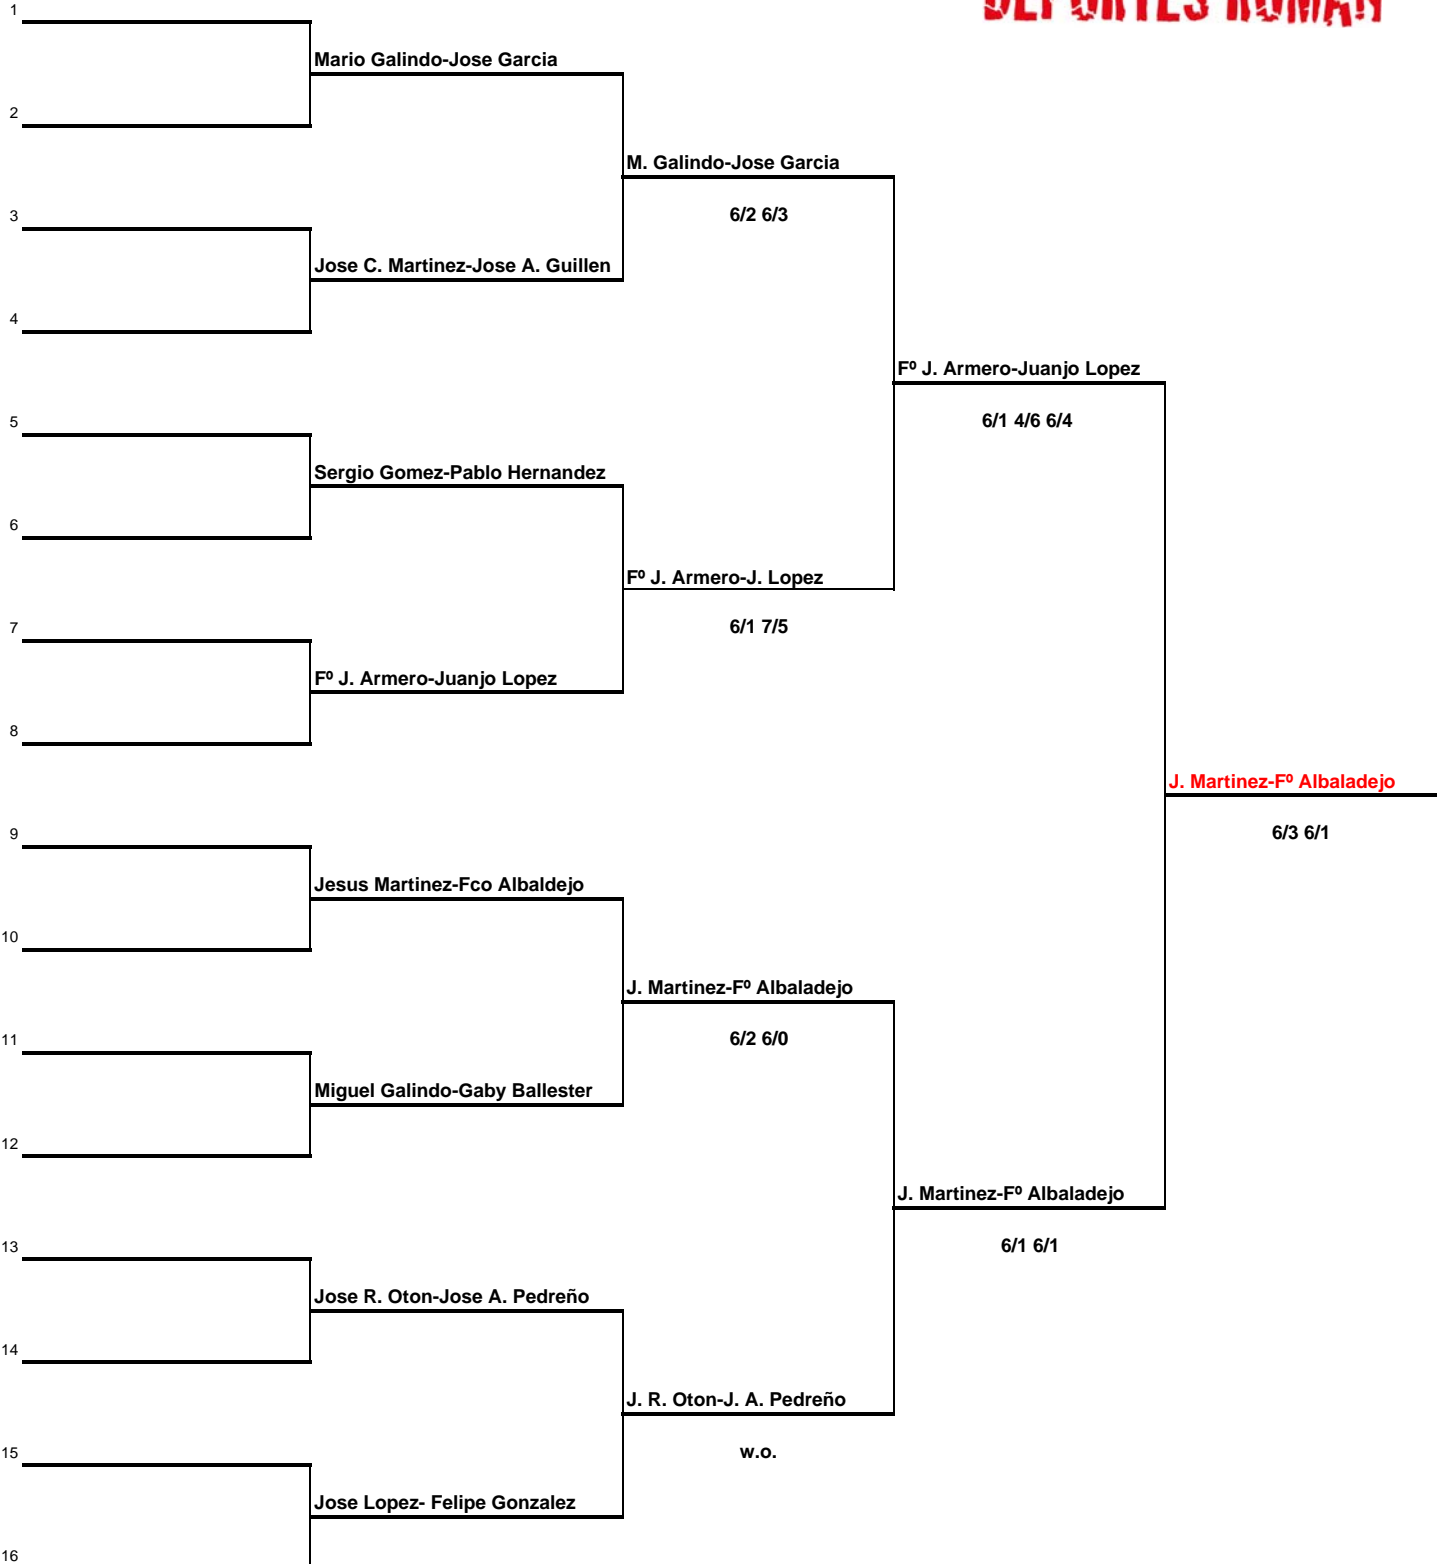 DEPORTES ROMAN
1
Mario Galindo-Jose Garcia
2
M. Galindo-Jose Garcia
3
6/2 6/3
Jose C. Martinez-Jose A. Guillen
4
Fº J. Armero-Juanjo Lopez
5
6/1 4/6 6/4
Sergio Gomez-Pablo Hernandez
6
Fº J. Armero-J. Lopez
7
6/1 7/5
Fº J. Armero-Juanjo Lopez
8
J. Martinez-Fº Albaladejo
9
6/3 6/1
Jesus Martinez-Fco Albaldejo
10
J. Martinez-Fº Albaladejo
11
6/2 6/0
Miguel Galindo-Gaby Ballester
12
J. Martinez-Fº Albaladejo
13
6/1 6/1
Jose R. Oton-Jose A. Pedreño
14
J. R. Oton-J. A. Pedreño
15
w.o.
Jose Lopez- Felipe Gonzalez
16